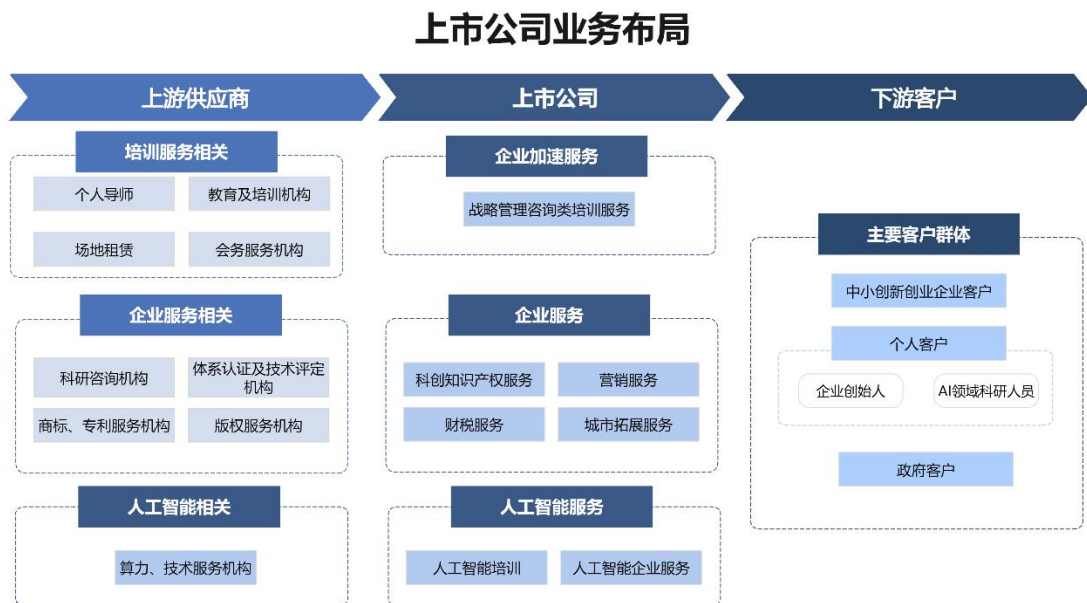 上市公司业务布局
上游供应商
上市公司
下游客户
培训服务相关
个人导师
教育及培训机构
场地租赁
会务服务机构
企业服务相关
科研咨询机构
体系认证及技术评定
机构
商标、专利服务机构
版权服务机构
人工智能相关
算力、技术服务机构
企业加速服务
战略管理咨询类培训服务
企业服务
科创知识产权服务
营销服务
财税服务
城市拓展服务
人工智能服务
人工智能培训
人工智能企业服务
主要客户群体
中小创新创业企业客户
个人客户
企业创始人
AI领域科研人员
政府客户